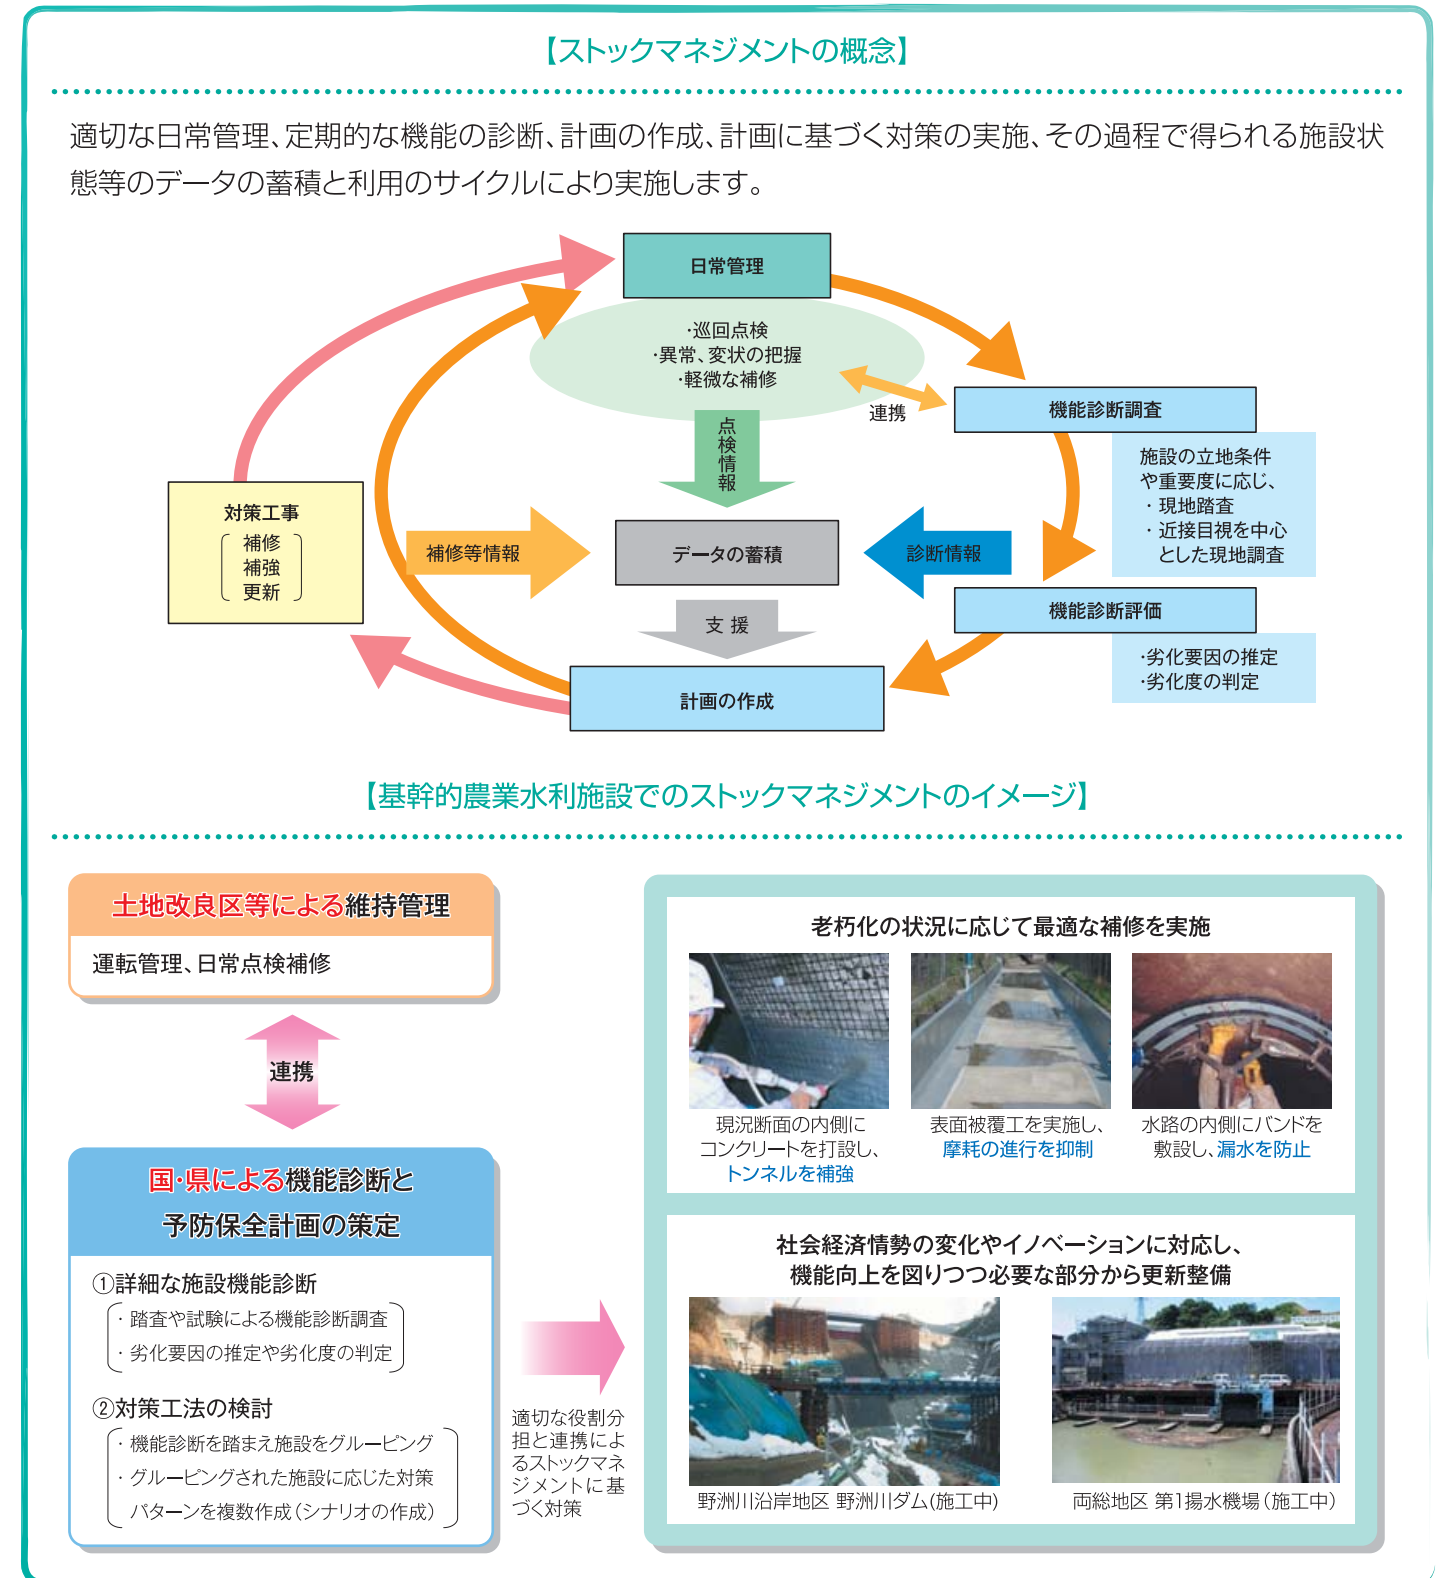 【ストックマネジメントの概念】
適切な日常管理、定期的な機能の診断、計画の作成、計画に基づく対策の実施、その過程で得られる施設状
態等のデータの蓄積と利用のサイクルにより実施します。
日常管理
・巡回点検
・異常、変状の把握
・軽微な補修
連携
機能診断調査
施設の立地条件
や重要度に応じ、
・現地踏査
・近接目視を中心
とした現地調査
点検情報
対策工事
補修
補強
更新
補修等情報
データの蓄積
診断情報
機能診断評価
・劣化要因の推定
・劣化度の判定
支援
計画の作成
【基幹的農業水利施設でのストックマネジメントのイメージ】
土地改良区等による維持管理
運転管理、日常点検補修
連携
国・県による機能診断と
予防保全計画の策定
①詳細な施設機能診断
・踏査や試験による機能診断調査
・劣化要因の推定や劣化度の判定
②対策工法の検討
・機能診断を踏まえ施設をグルーピング
・グルーピングされた施設に応じた対策
パターンを複数作成（シナリオの作成）
適切な役割分
担と連携によ
るストックマネ
ジメントに基
づく対策
老朽化の状況に応じて最適な補修を実施
現況断面の内側に
コンクリートを打設し、
トンネルを補強
表面被覆工を実施し、
摩耗の進行を抑制
水路の内側にバンドを
敷設し、漏水を防止
社会経済情勢の変化やイノベーションに対応し、
機能向上を図りつつ必要な部分から更新整備
野洲川沿岸地区 野洲川ダム(施工中)
両総地区 第1揚水機場（施工中）